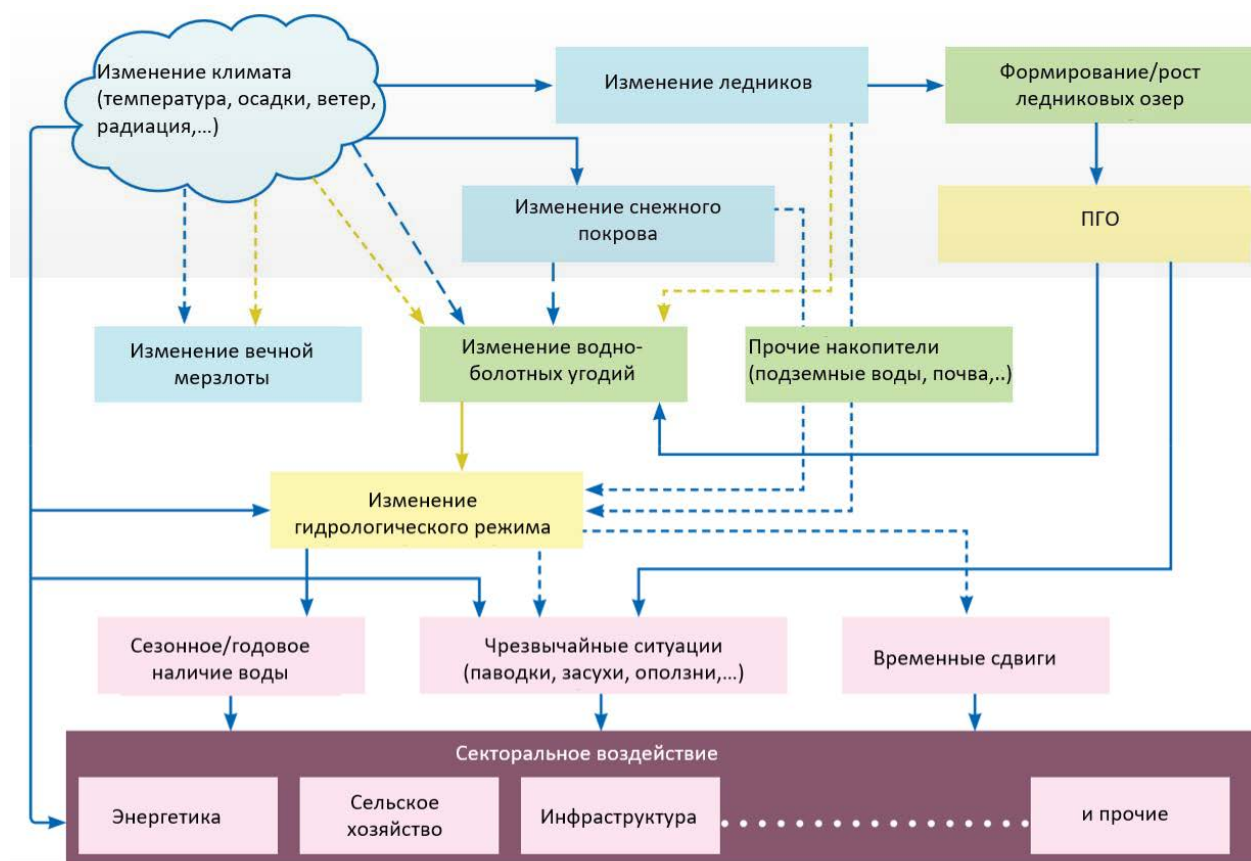 Изменение климата
(температура, осадки, ветер,
радиация,...)
Изменение ледников
Формирование/рост
ледниковых озер
Изменение снежного
покрова
ПГО
Изменение вечной
мерзлоты
Изменение водно-
болотных угодий
Прочие накопители
(подземные воды, почва,..)
Изменение
гидрологического режима
Сезонное/годовое
наличие воды
Чрезвычайные ситуации
(паводки, засухи, оползни,...)
Временные сдвиги
Секторальное воздействие
Энергетика
Сельское
хозяйство
Инфраструктура
и прочие